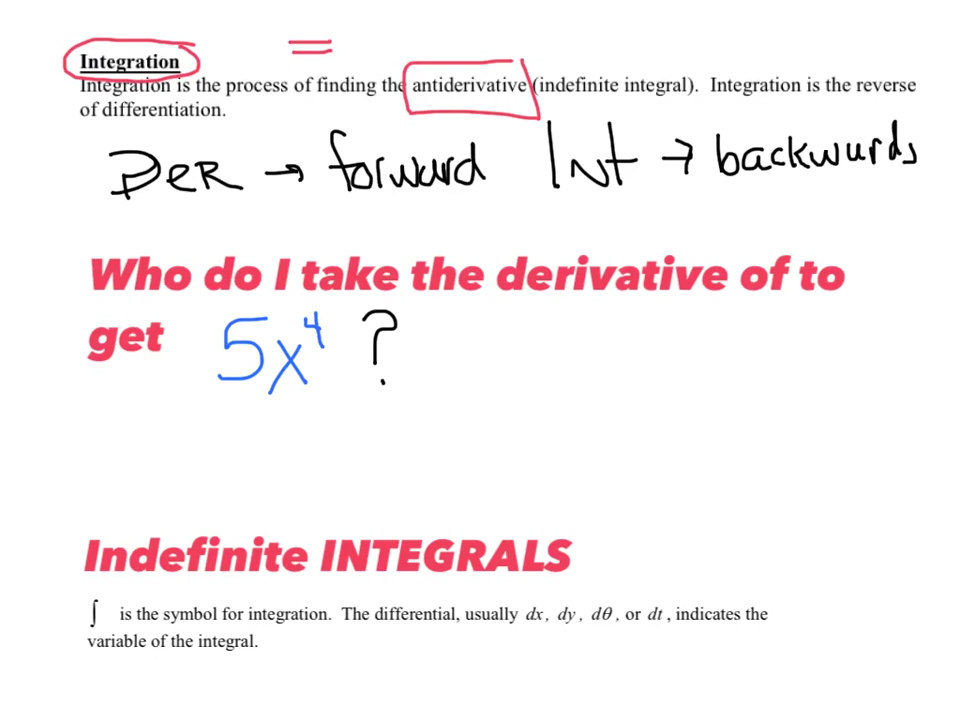 Integration
Integration is the process of finding the antiderivative (indefinite integral). Integration is the reverse
of differentiation.
DeR → forward Int → backwurds
Who do I take the derivative of to
get 5x⁴ ?
Indefinite INTEGRALS
∫ is the symbol for integration. The differential, usually dx, dy, dθ, or dt, indicates the
variable of the integral.